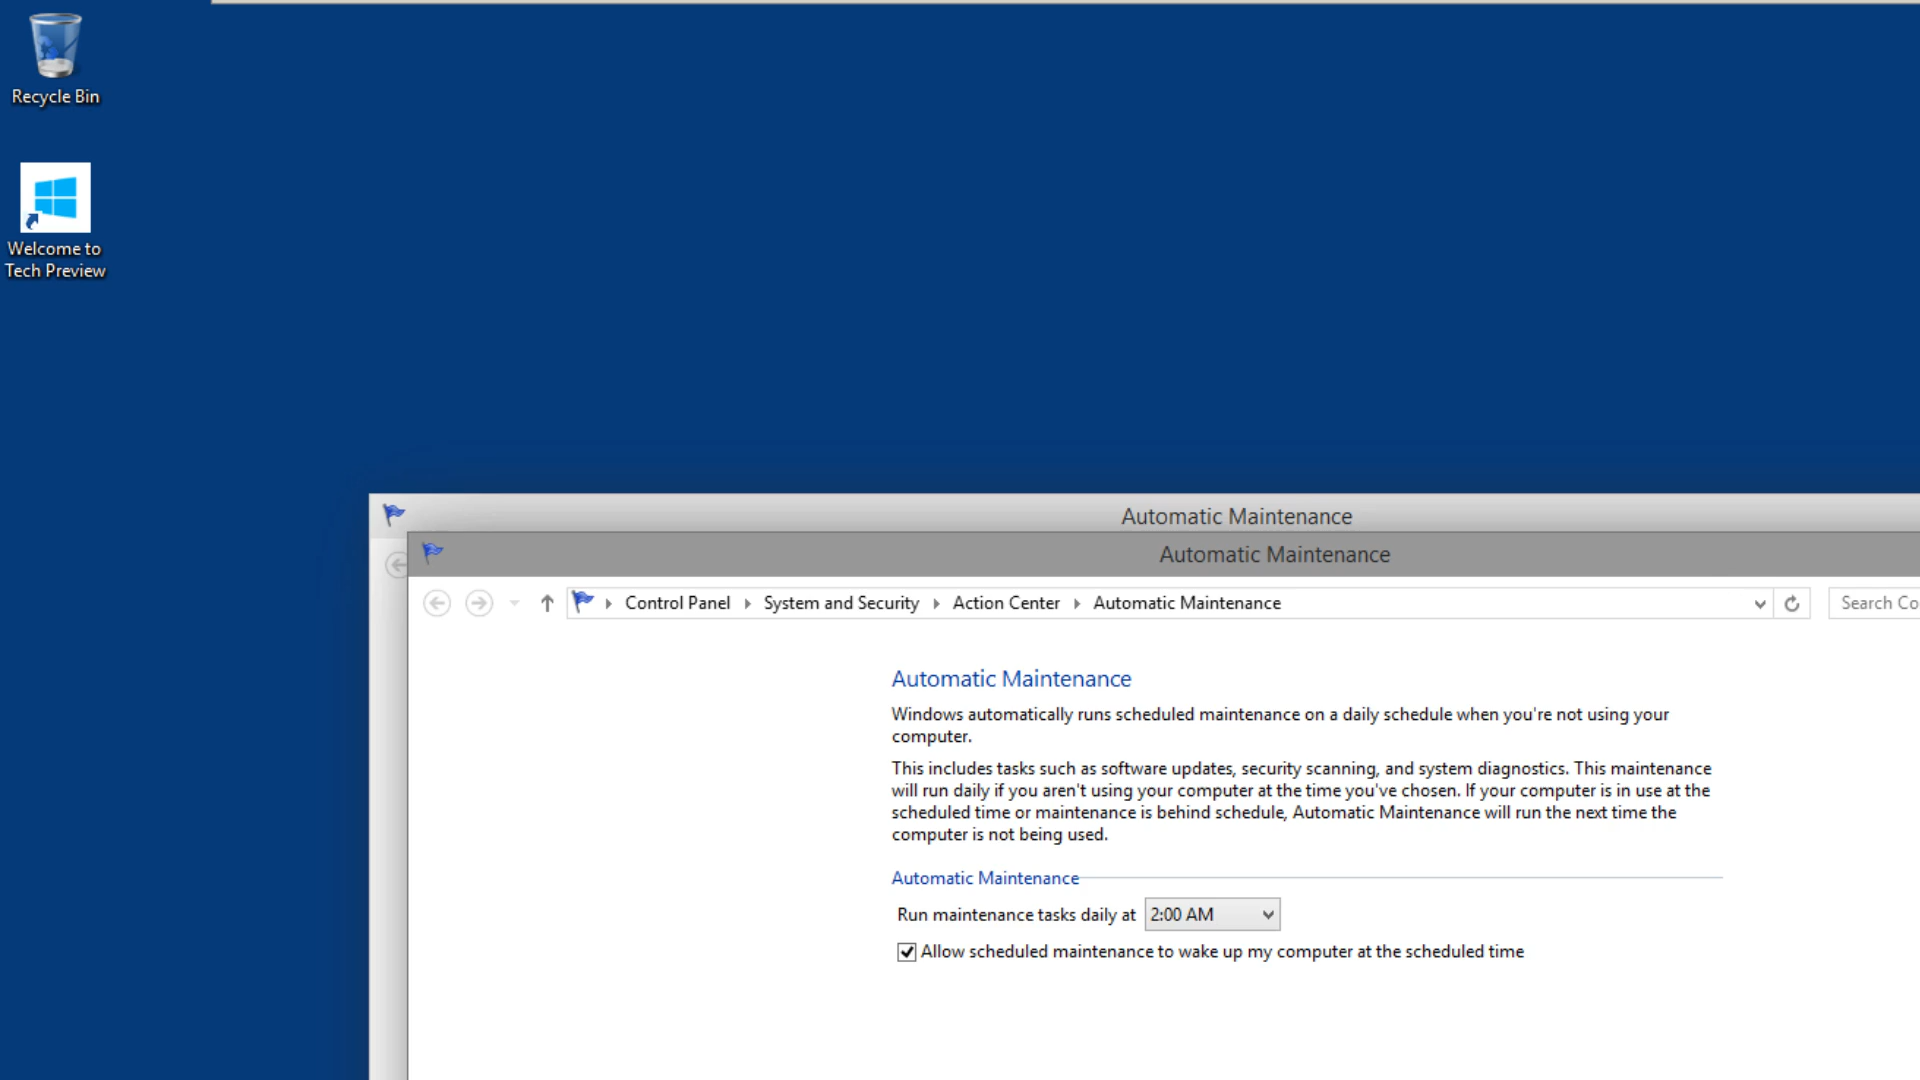 Recycle Bin
Welcome to
Tech Preview
Automatic Maintenance
Automatic Maintenance
Control Panel System and Security Action Center Automatic Maintenance
Search Co
Automatic Maintenance
Windows automatically runs scheduled maintenance on a daily schedule when you're not using your
computer.
This includes tasks such as software updates, security scanning, and system diagnostics. This maintenance
will run daily if you aren't using your computer at the time you've chosen. If your computer is in use at the
scheduled time or maintenance is behind schedule, Automatic Maintenance will run the next time the
computer is not being used.
Automatic Maintenance
Run maintenance tasks daily at 2:00 AM
Allow scheduled maintenance to wake up my computer at the scheduled time